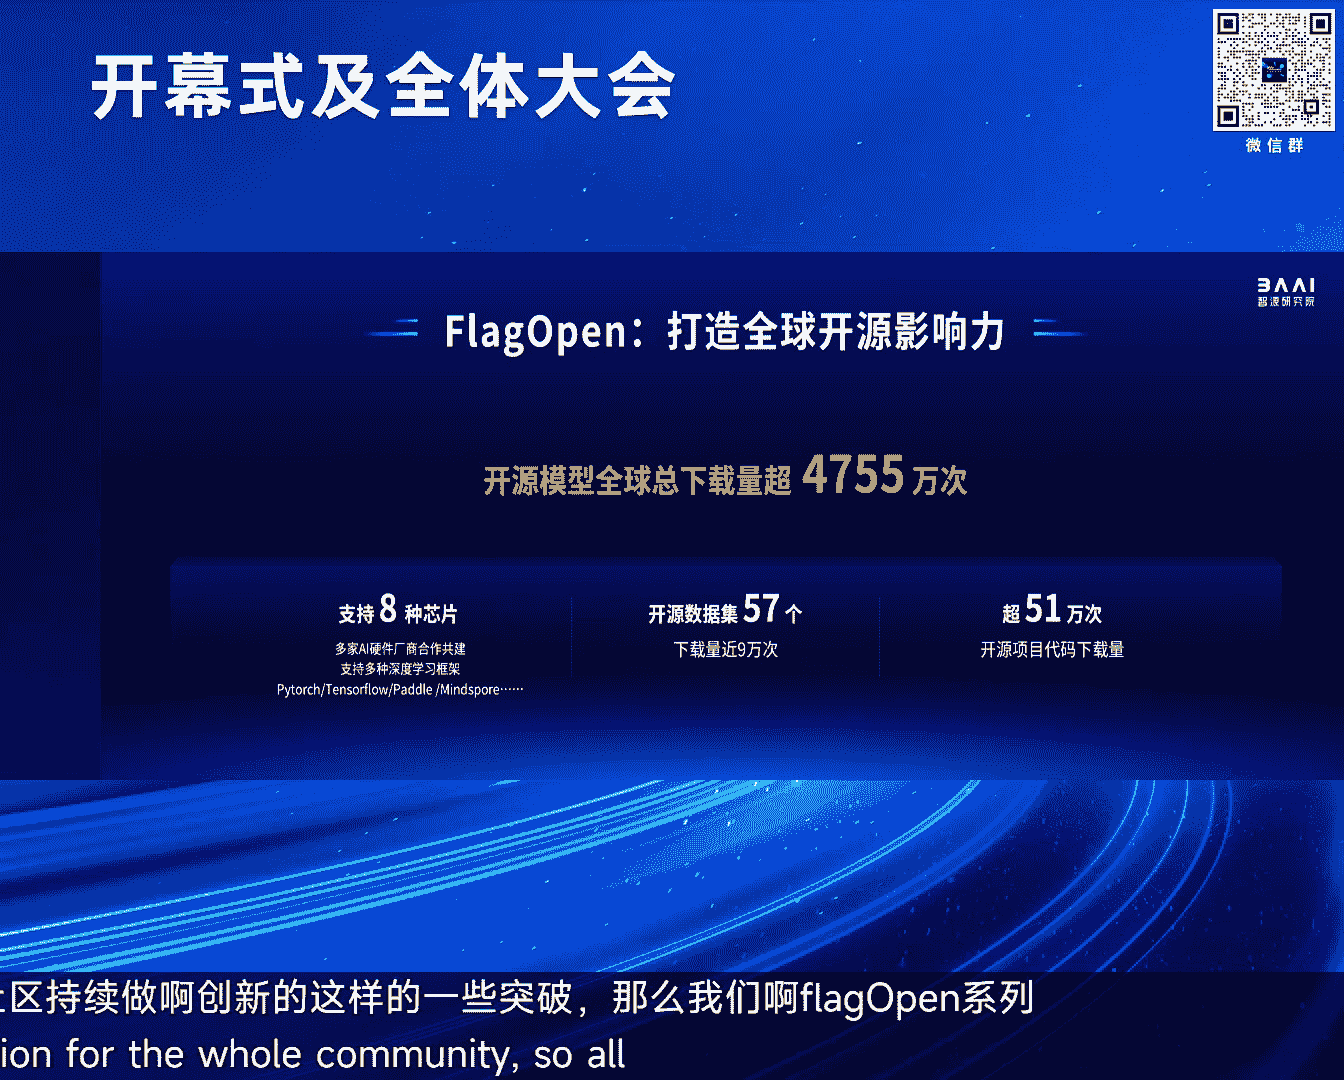 开幕式及全体大会
微信群
BAAI
智源研究院
FlagOpen：打造全球开源影响力
开源模型全球总下载量超 4755 万次
支持 8 种芯片
多家AI硬件厂商合作共建
支持多种深度学习框架
Pytorch/Tensorflow/Paddle /Mindspore……
开源数据集 57 个
下载量近9万次
超 51 万次
开源项目代码下载量
区持续做啊创新的这样的一些突破，那么我们啊flagOpen系列
ion for the whole community, so all